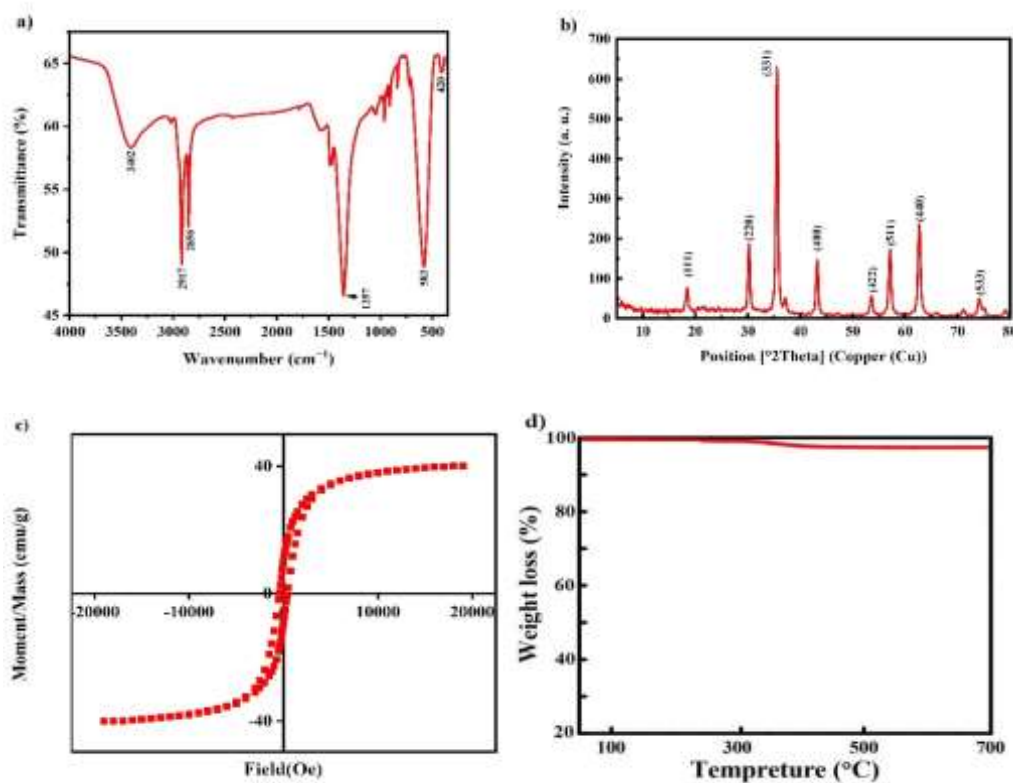 a)
Transmittance (%)
65
60
55
50
45
3402
2917
1357
582
420
4000 3500 3000 2500 2000 1500 1000 500
Wavenumber (cm⁻¹)
b)
Intensity (a. u.)
700
600
500
400
300
200
100
0
(111)
(220)
(331)
(400)
(422)
(511)
(440)
(533)
10 20 30 40 50 60 70 80
Position [°2Theta] (Copper (Cu))
c)
Moment/Mass (emu/g)
40
0
-40
-20000 -10000 10000 20000
Field(Oe)
d)
Weight loss (%)
100
80
60
40
20
100 300 500 700
Tempreture (°C)